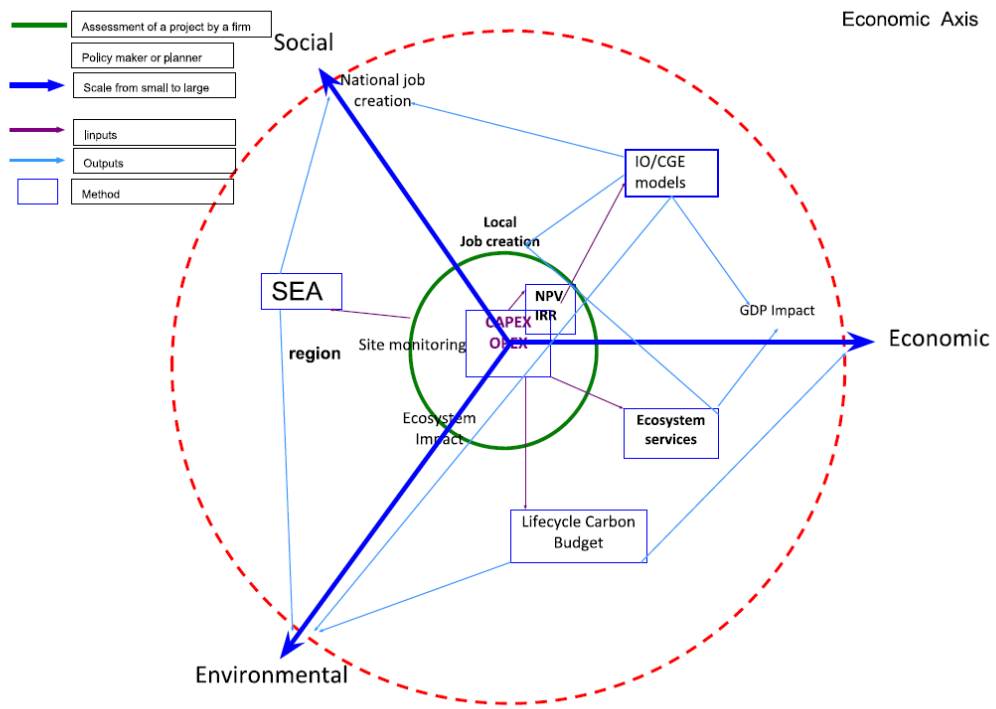 Economic Axis
Assessment of a project by a firm
Policy maker or planner
Scale from small to large
Iinputs
Outputs
Method
Social
National job
creation
IO/CGE
models
Local
Job creation
SEA
NPV
IRR
CAPEX
OPEX
GDP Impact
Economic
Site monitoring
region
Ecosystem
Impact
Ecosystem
services
Lifecycle Carbon
Budget
Environmental